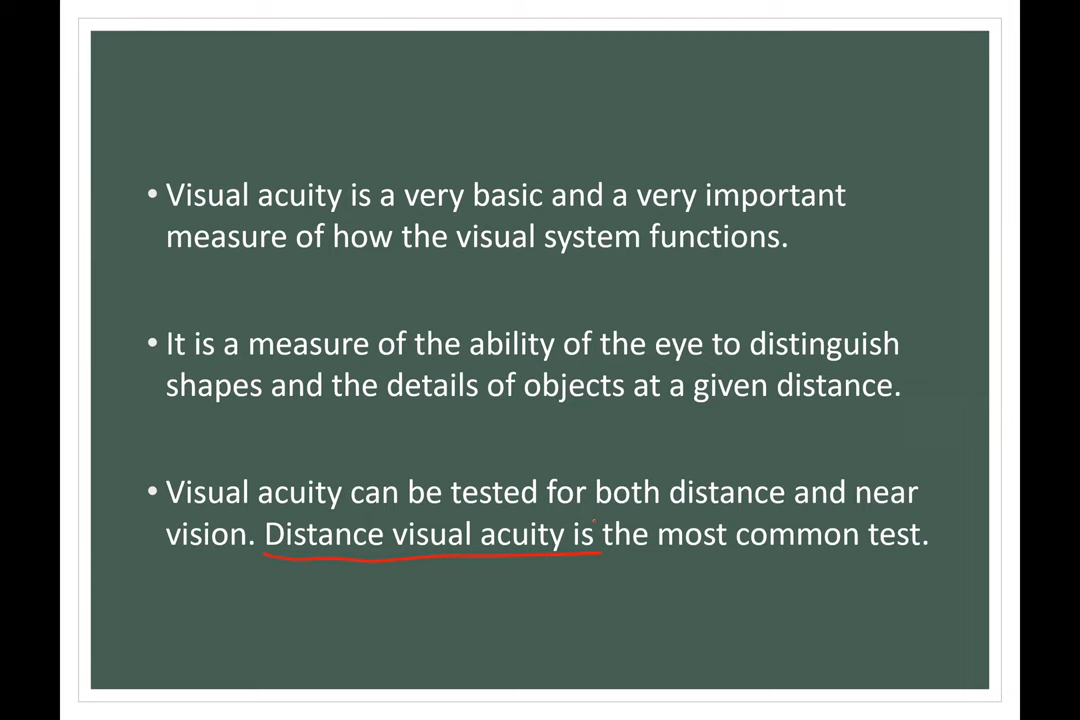 • Visual acuity is a very basic and a very important
measure of how the visual system functions.
• It is a measure of the ability of the eye to distinguish
shapes and the details of objects at a given distance.
• Visual acuity can be tested for both distance and near
vision. Distance visual acuity is the most common test.